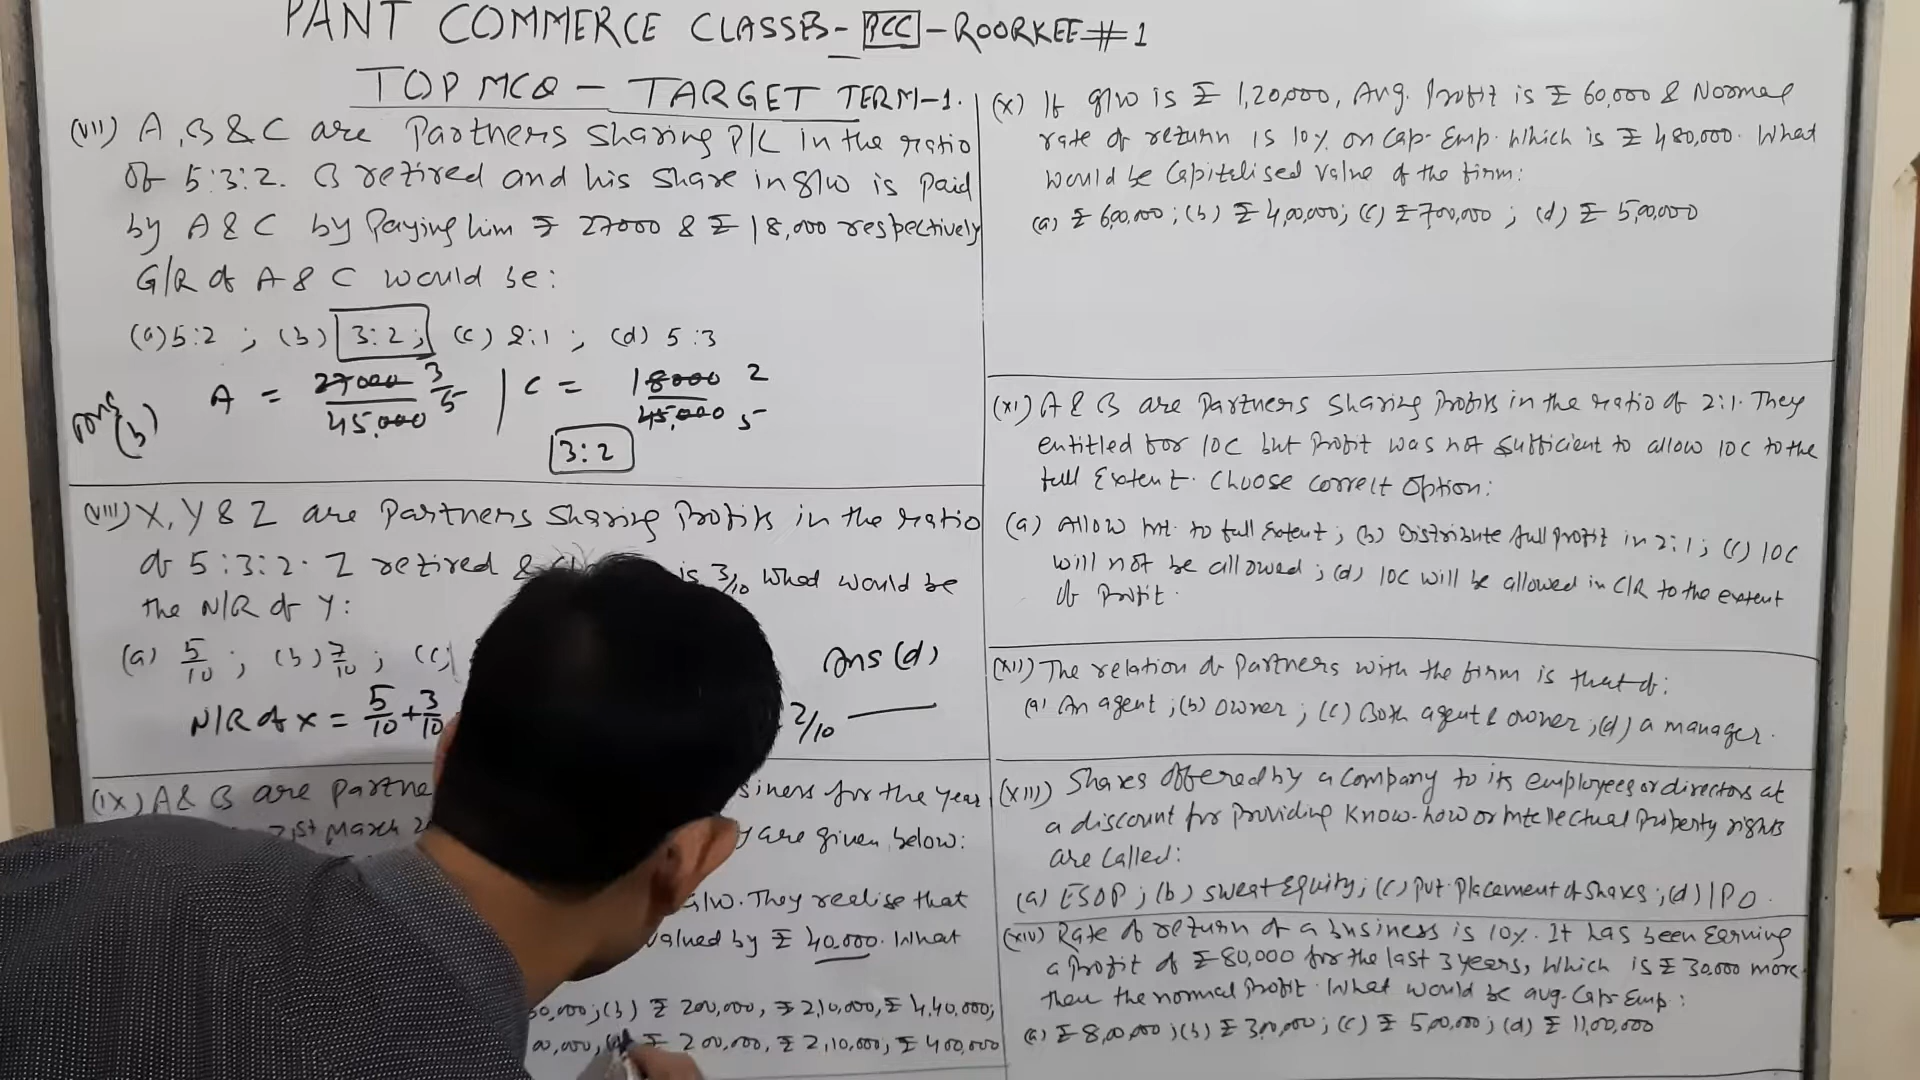 PANT COMMERCE CLASSES - PCC - ROORKEE # 1
TOP MCQ - TARGET TERM-1.
(VII) A, B & C are Partners sharing P/L in the ratio
of 5:3:2. B retired and his share in g/w is paid
by A & C by Paying him ₹ 27000 & ₹ 18,000 respectively
G/R of A & C would be:
(a) 5:2 ; (b) 3:2; (c) 2:1 ; (d) 5:3
Ans (b) A = 27000/45,000 3/5 | C = 18000/45,000 2/5
3:2
(VIII) X, Y & Z are Partners sharing Profits in the ratio
of 5:3:2. Z retired & is 3/10 what would be
the N/R of Y:
(a) 5/10 ; (b) 7/10 ; (c)
Ans (d)
N/R of X = 5/10 + 3/10
2/10
(IX) A & B are partne siness for the year
31st March are given below:
G/w. They realise that
valued by ₹ 40,000. What
(b) ₹ 200,000, ₹ 2,10,000, ₹ 4,40,000;
₹ 200,000, ₹ 2,10,000, ₹ 400,000
(X) If g/w is ₹ 1,20,000, Avg. Profit is ₹ 60,000 & Normal
rate of return is 10% on Cap. Emp. which is ₹ 480,000. What
would be Capitalised value of the firm:
(a) ₹ 6,00,000 ; (b) ₹ 4,00,000; (c) ₹ 7,00,000 ; (d) ₹ 5,00,000
(XI) A & B are Partners sharing Profits in the ratio of 2:1. They
entitled for IOC but Profit was not sufficient to allow IOC to the
full Extent. Choose correct option:
(a) Allow Int. to full Extent ; (b) Distribute full profit in 2:1 ; (c) IOC
will not be allowed ; (d) IOC will be allowed in C/R to the extent
of Profit.
(XII) The relation of Partners with the firm is that of:
(a) An agent ; (b) owner ; (c) Both agent & owner ; (d) a manager.
(XIII) Shares offered by a company to its employees or directors at
a discount for providing know-how or intellectual Property rights
are called:
(a) ESOP ; (b) sweat Equity; (c) Pvt. Placement of shares ; (d) IPO.
(XIV) Rate of return of a business is 10%. It has been Earning
a Profit of ₹ 80,000 for the last 3 years, which is ₹ 30,000 more
then the normal Profit. What would be avg. Cap. Emp:
(a) ₹ 8,00,000 ; (b) ₹ 3,00,000 ; (c) ₹ 5,00,000 ; (d) ₹ 11,00,000